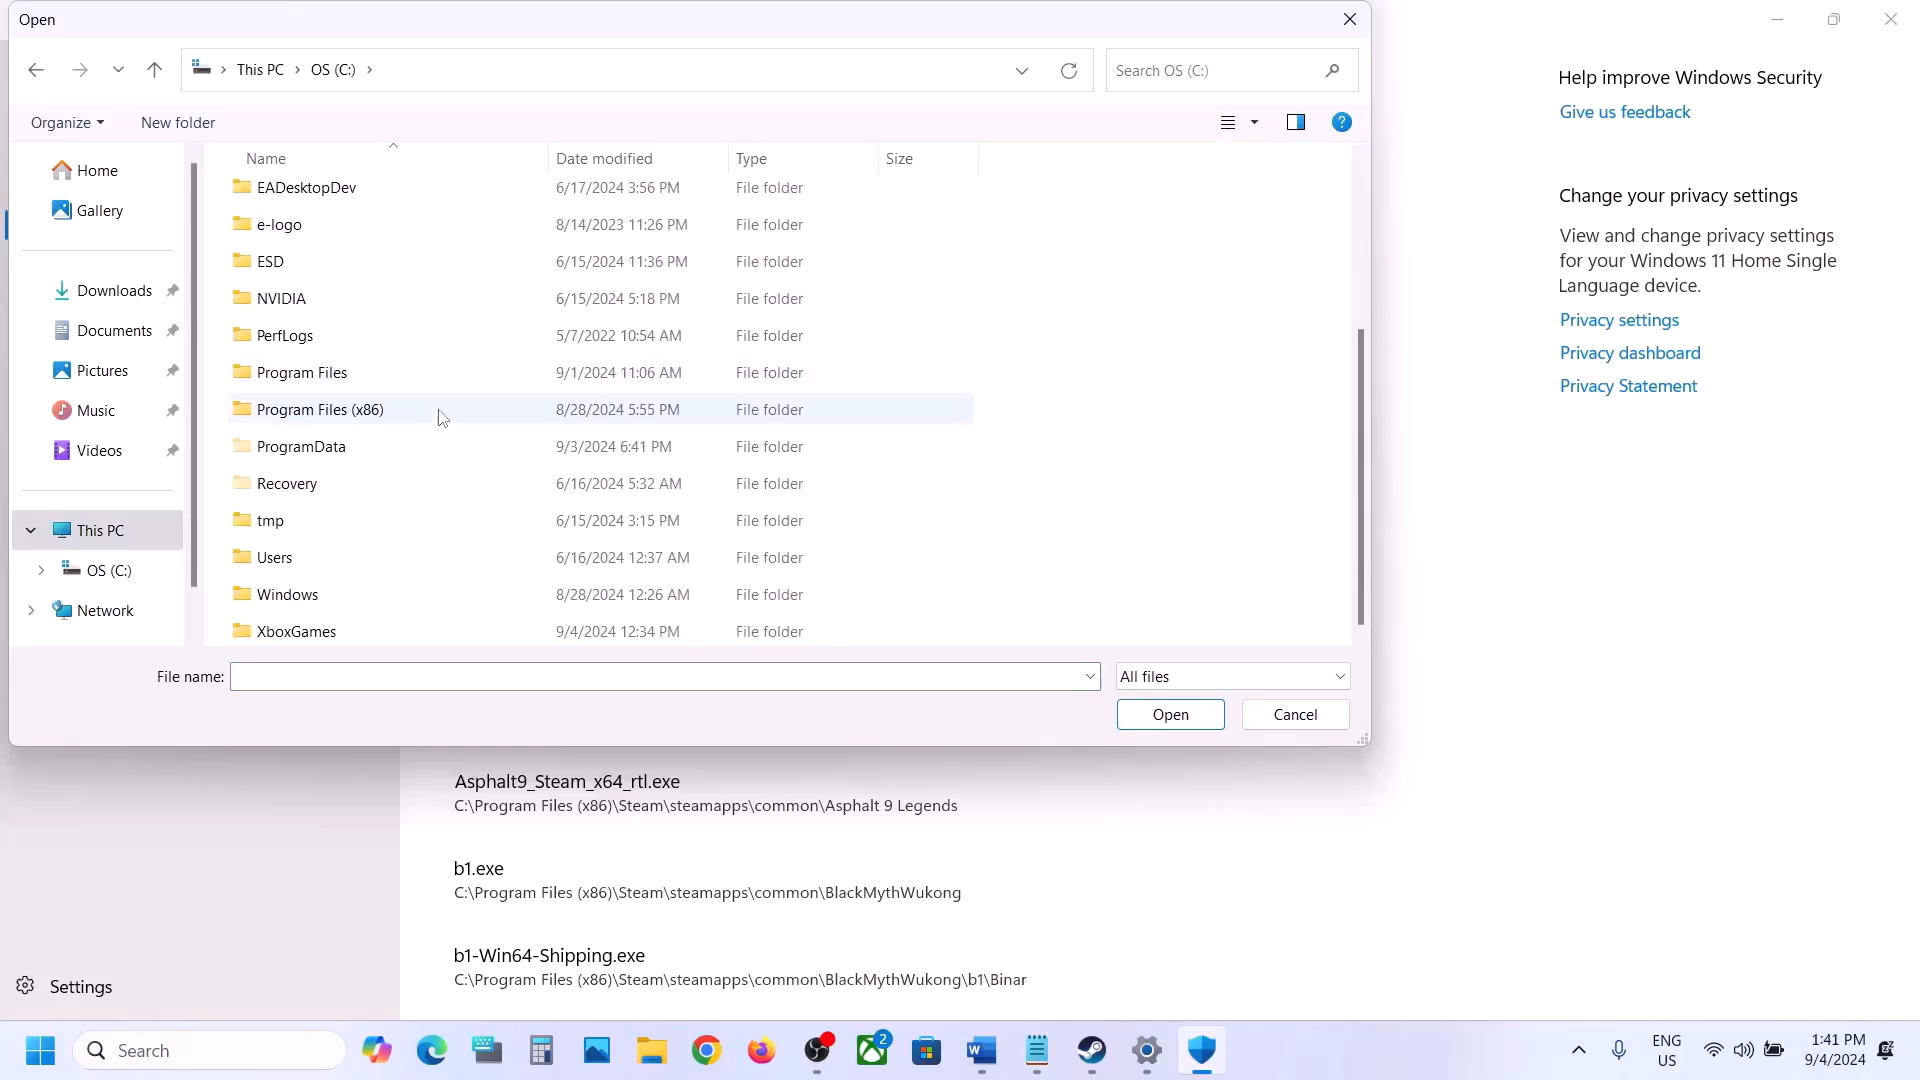 Open
This PC > OS (C:) >
Search OS (C:)
Organize
New folder
?
Home
Gallery
Downloads
Documents
Pictures
Music
Videos
This PC
OS (C:)
Network
Name Date modified Type Size
EADesktopDev 6/17/2024 3:56 PM File folder
e-logo 8/14/2023 11:26 PM File folder
ESD 6/15/2024 11:36 PM File folder
NVIDIA 6/15/2024 5:18 PM File folder
PerfLogs 5/7/2022 10:54 AM File folder
Program Files 9/1/2024 11:06 AM File folder
Program Files (x86) 8/28/2024 5:55 PM File folder
ProgramData 9/3/2024 6:41 PM File folder
Recovery 6/16/2024 5:32 AM File folder
tmp 6/15/2024 3:15 PM File folder
Users 6/16/2024 12:37 AM File folder
Windows 8/28/2024 12:26 AM File folder
XboxGames 9/4/2024 12:34 PM File folder
File name:
All files
Open
Cancel
Help improve Windows Security
Give us feedback
Change your privacy settings
View and change privacy settings
for your Windows 11 Home Single
Language device.
Privacy settings
Privacy dashboard
Privacy Statement
Asphalt9_Steam_x64_rtl.exe
C:\Program Files (x86)\Steam\steamapps\common\Asphalt 9 Legends
b1.exe
C:\Program Files (x86)\Steam\steamapps\common\BlackMythWukong
b1-Win64-Shipping.exe
C:\Program Files (x86)\Steam\steamapps\common\BlackMythWukong\b1\Binar
Settings
Search
W
2
ENG
US
1:41 PM
9/4/2024